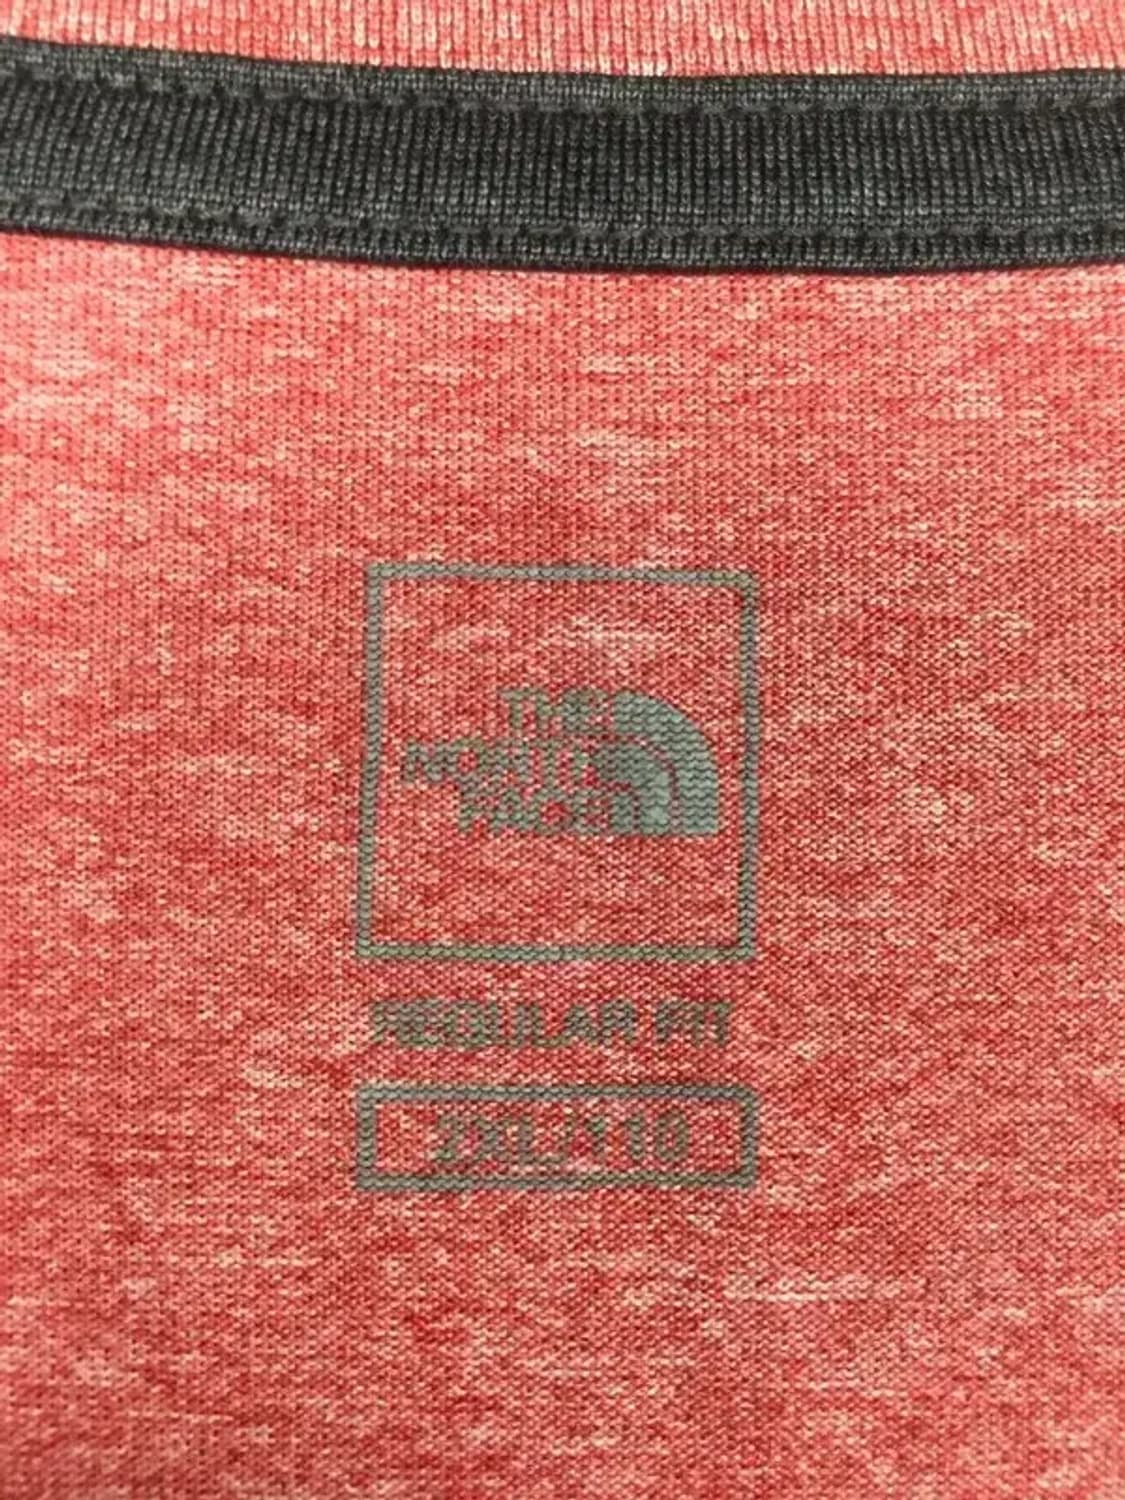 THE
NORTH
FACE
REGULAR FIT
2XL/110